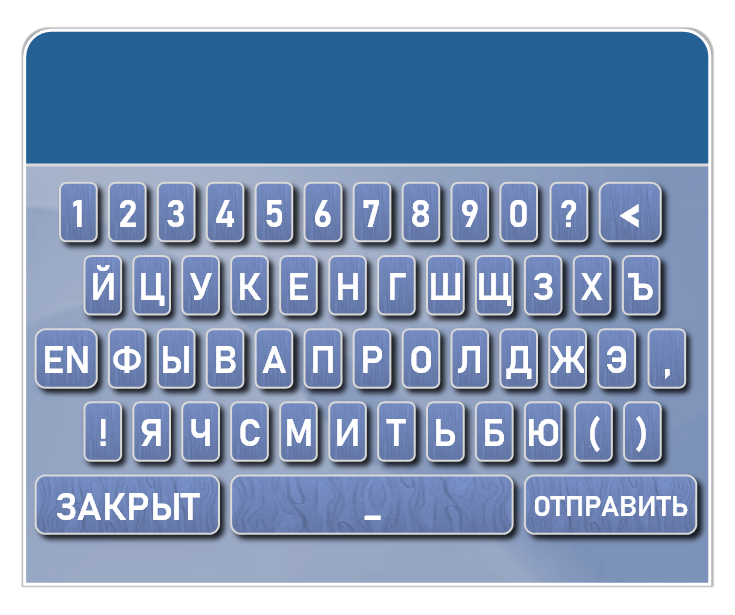 1 2 3 4 5 6 7 8 9 0 ? <
Й Ц У К Е Н Г Ш Щ З Х Ъ
EN Ф Ы В А П Р О Л Д Ж Э ,
! Я Ч С М И Т Ь Б Ю ( )
ЗАКРЫТ _ ОТПРАВИТЬ